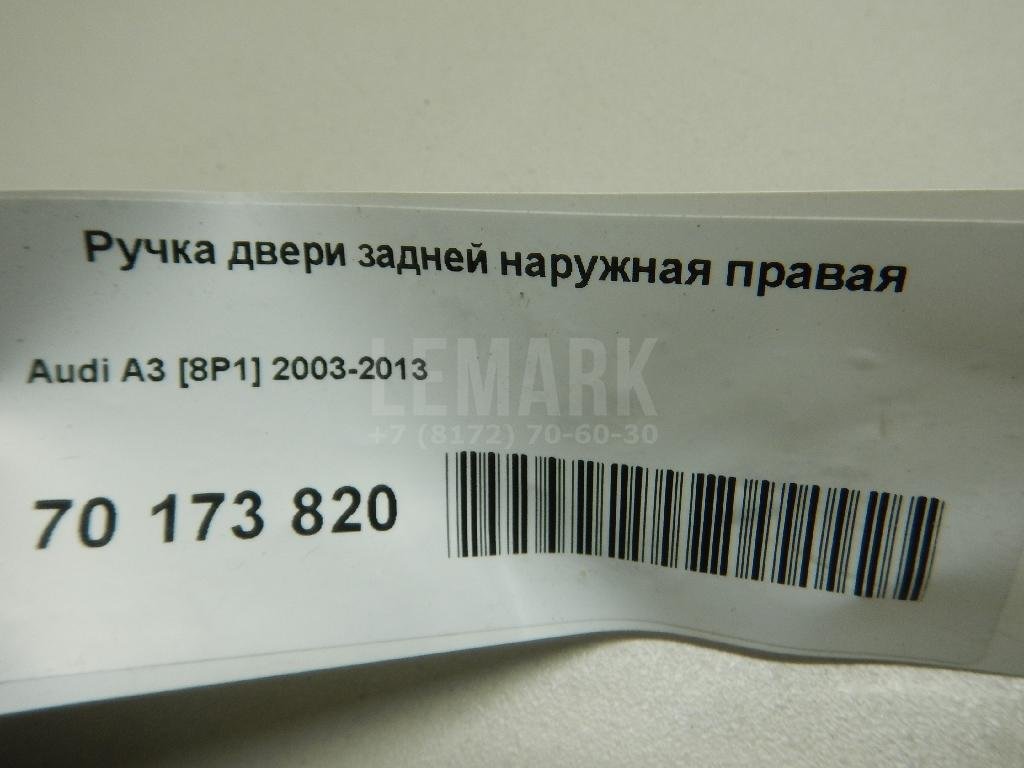 Ручка двери задней наружная правая
Audi A3 [8P1] 2003-2013
LEMARK
+7 (8172) 70-60-30
70 173 820